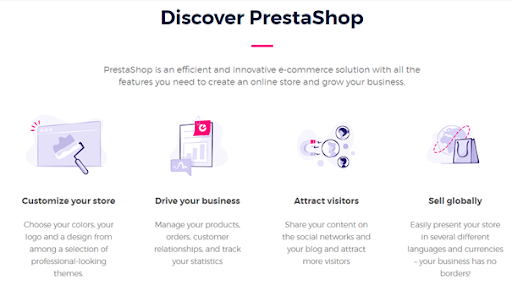 Discover PrestaShop
PrestaShop is an efficient and innovative e-commerce solution with all the
features you need to create an online store and grow your business.
Customize your store
Choose your colors, your
logo and a design from
among a selection of
professional-looking
themes.
Drive your business
Manage your products,
orders, customer
relationships, and track
your statistics
Attract visitors
Share your content on
the social networks and
your blog and attract
more visitors
Sell globally
Easily present your store
in several different
languages and currencies
– your business has no
borders!